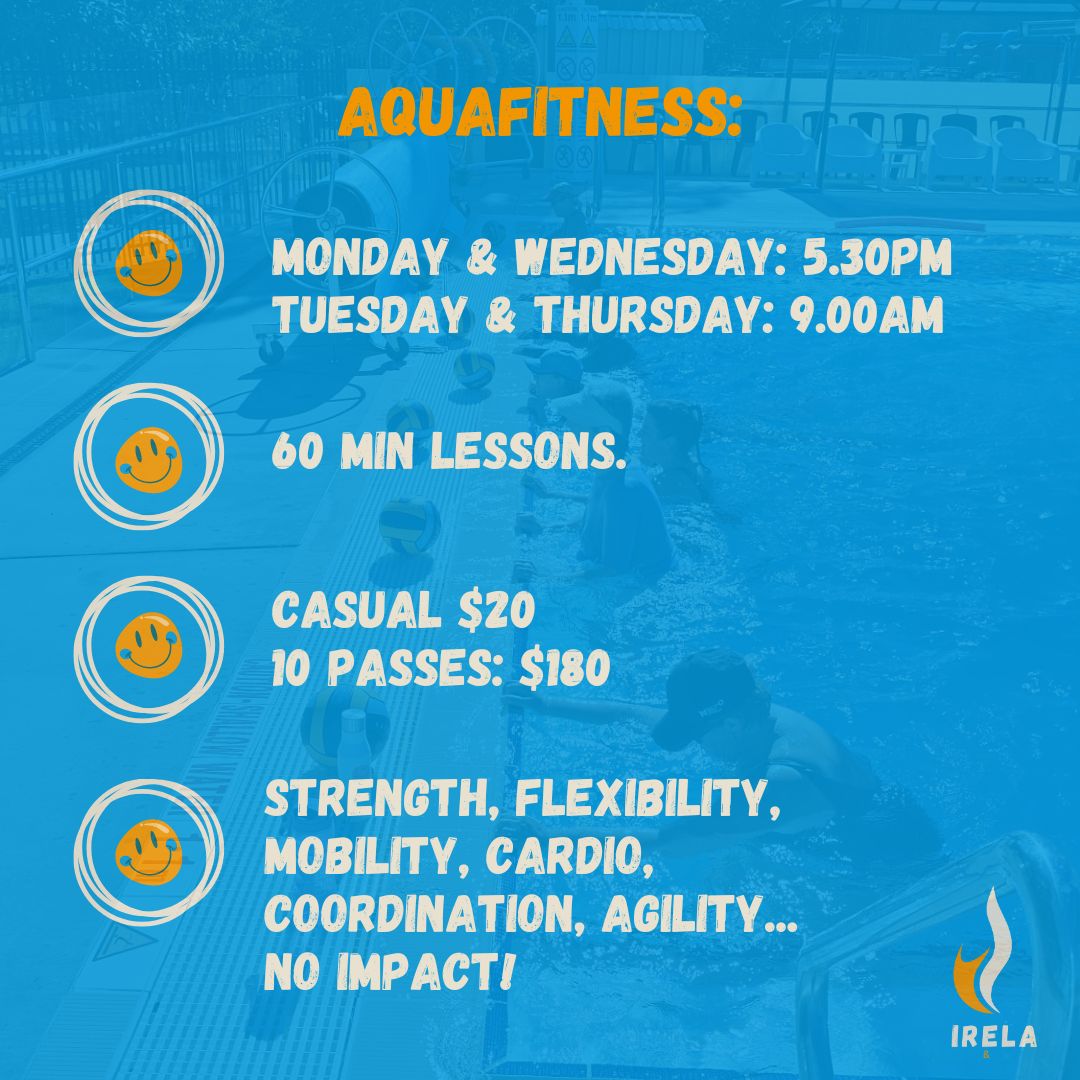 AQUAFITNESS:
MONDAY & WEDNESDAY: 5.30PM
TUESDAY & THURSDAY: 9.00AM
60 MIN LESSONS.
CASUAL $20
10 PASSES: $180
STRENGTH, FLEXIBILITY,
MOBILITY, CARDIO,
COORDINATION, AGILITY...
NO IMPACT!
IRELA
&